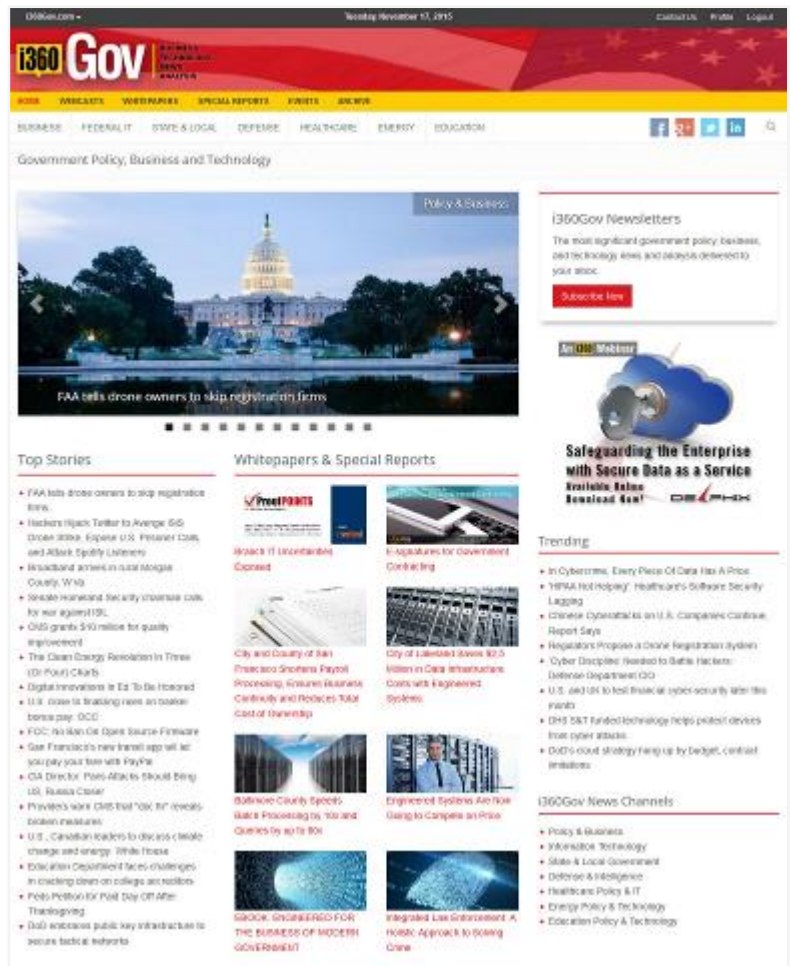 i360Gov.com
Tuesday, November 17, 2015
Contact Us Profile Logout
i360Gov
BUSINESS
TECHNOLOGY
NEWS
ANALYSIS
HOME WEBCASTS WHITEPAPERS SPECIAL REPORTS EVENTS ARCHIVE
BUSINESS FEDERAL IT STATE & LOCAL DEFENSE HEALTHCARE ENERGY EDUCATION
Government Policy, Business and Technology
Policy & Business
FAA tells drone owners to skip registration firms
i360Gov Newsletters
The most significant government policy, business,
and technology news and analysis delivered to
your inbox.
Subscribe Now
An i360 Webinar
Safeguarding the Enterprise
with Secure Data as a Service
Available Online
Download Now!
DELPHIX
Top Stories
FAA tells drone owners to skip registration
firms
Hackers Hijack Twitter to Avenge ISIS
Drone Strike, Expose U.S. Prisoner Calls,
and Attack Spotify Listeners
Broadband arrives in rural Morgan
County, W.Va
Senate Homeland Security chairman calls
for war against ISIL
CMS grants $10 million for quality
improvement
The Clean Energy Revolution In Three
(Or Four) Charts
Digital Innovations in Ed To Be Honored
U.S. close to finalising rules on banker
bonus pay: OCC
FCC: No Ban On Open Source Firmware
San Francisco's new transit app will let
you pay your fare with PayPal
CIA Director: Paris Attacks Should Bring
US, Russia Closer
Providers warn CMS that "doc fix" reveals
broken measures
U.S., Canadian leaders to discuss climate
change and energy: White House
Education Department faces challenges
in cracking down on college accreditors
Feds Petition for Paid Day Off After
Thanksgiving
DoD embraces public key infrastructure to
secure tactical networks
Whitepapers & Special Reports
ProofPOINTS
Branch IT Uncertainties
Exposed
E-signatures for Government
Contracting
City and County of San
Francisco Shortens Payroll
Processing, Ensures Business
Continuity and Reduces Total
Cost of Ownership
City of Lakeland Saves $2.5
Million in Data Infrastructure
Costs with Engineered
Systems
Baltimore County Speeds
Batch Processing by 10x and
Queries by up to 80x
Engineered Systems Are Now
Going to Compete on Price
EBOOK: ENGINEERED FOR
THE BUSINESS OF MODERN
GOVERNMENT
Integrated Law Enforcement: A
Holistic Approach to Solving
Crime
Trending
In Cybercrime, Every Piece Of Data Has A Price
'HIPAA Not Helping': Healthcare's Software Security
Lagging
Chinese Cyberattacks on U.S. Companies Continue,
Report Says
Regulators Propose a Drone Registration System
'Cyber Discipline' Needed to Battle Hackers:
Defense Department CIO
U.S. and UK to test financial cyber-security later this
month
DHS S&T funded technology helps protect devices
from cyber attacks
DoD's cloud strategy hung up by budget, contract
limitations
i360Gov News Channels
Policy & Business
Information Technology
State & Local Government
Defense & Intelligence
Healthcare Policy & IT
Energy Policy & Technology
Education Policy & Technology